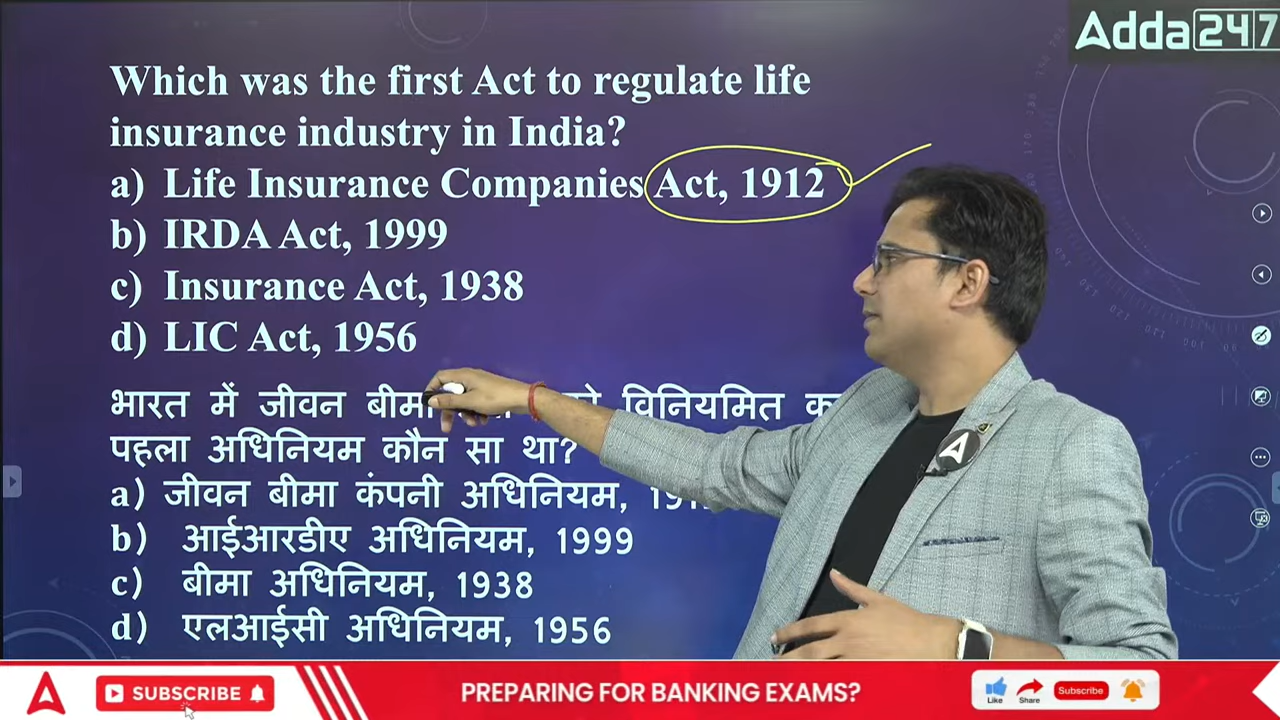 Adda247
Which was the first Act to regulate life
insurance industry in India?
a) Life Insurance Companies Act, 1912
b) IRDA Act, 1999
c) Insurance Act, 1938
d) LIC Act, 1956
भारत में जीवन बीमा को विनियमित
पहला अधिनियम कौन सा था?
a) जीवन बीमा कंपनी अधिनियम,
b) आईआरडीए अधिनियम, 1999
c) बीमा अधिनियम, 1938
d) एलआईसी अधिनियम, 1956
SUBSCRIBE
PREPARING FOR BANKING EXAMS?
Like Share Subscribe